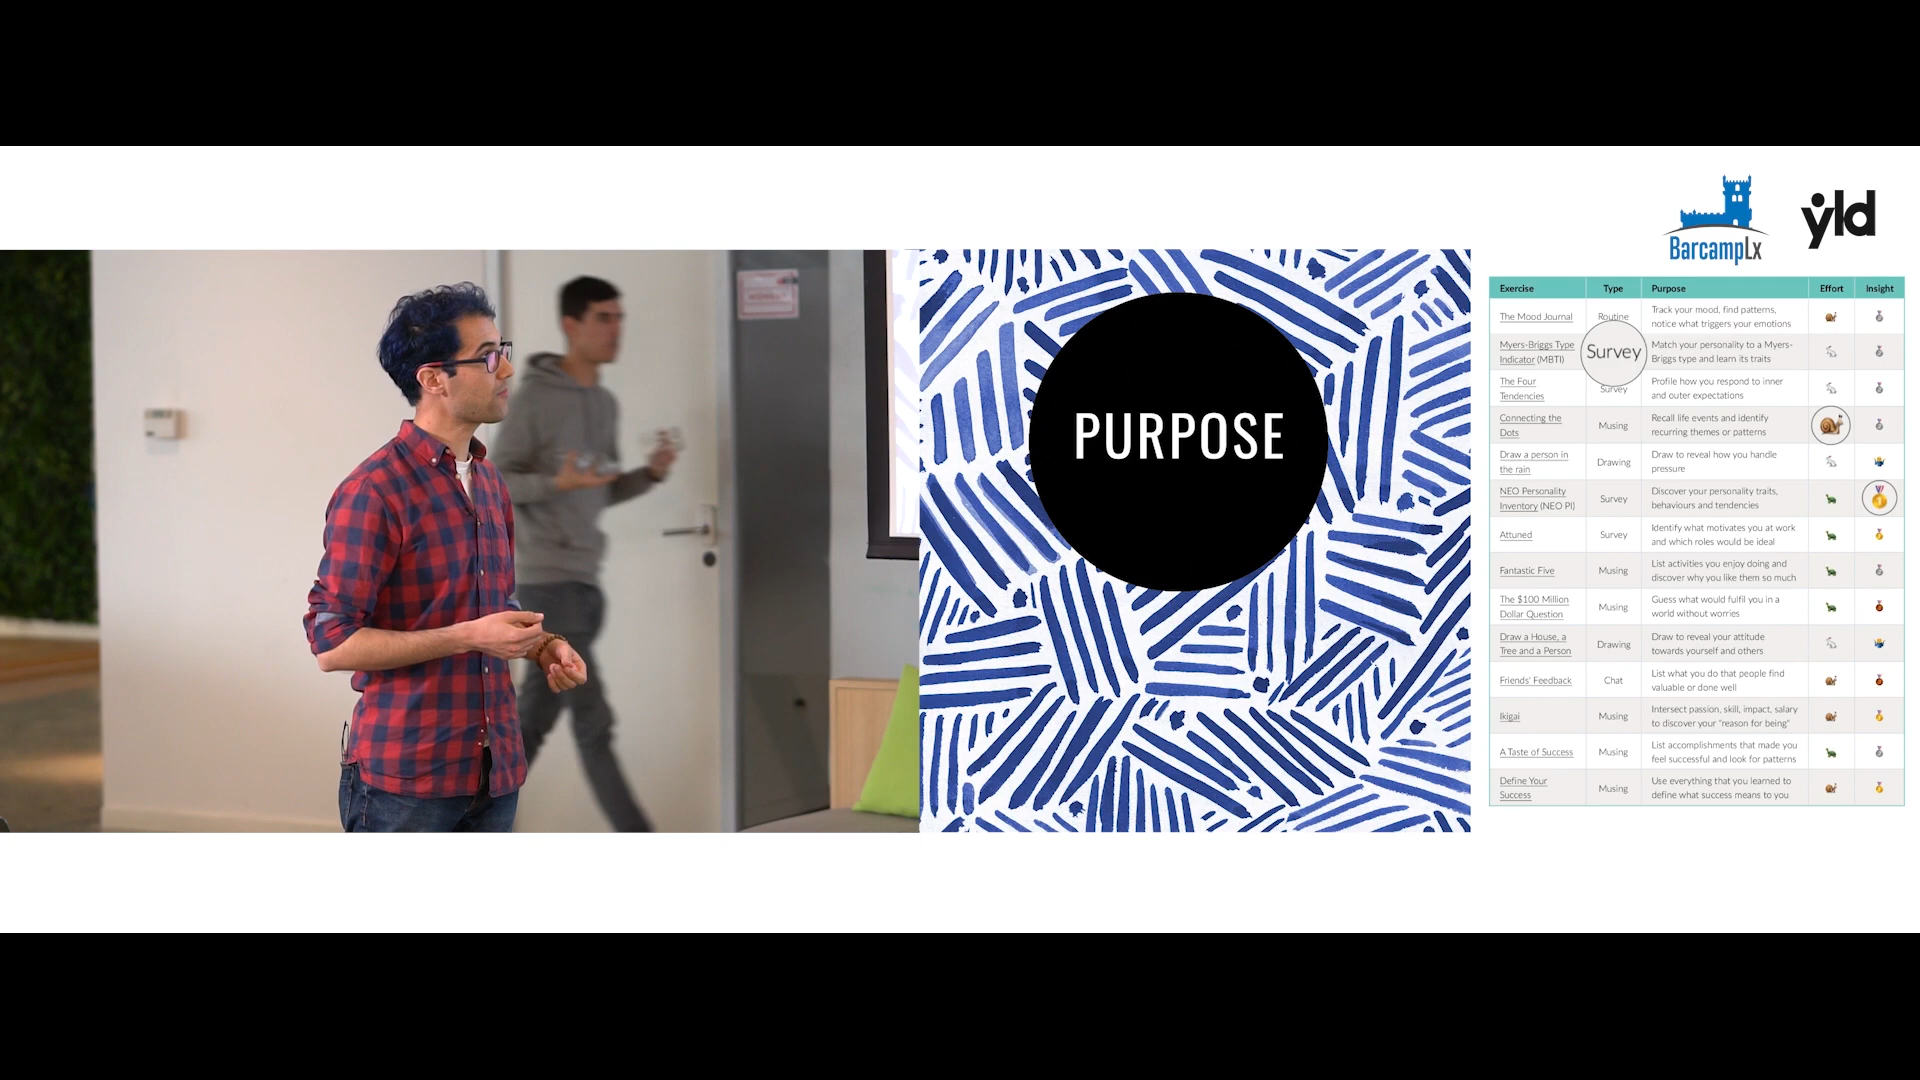 BarcampLx
yld
PURPOSE
Exercise Type Purpose Effort Insight
The Mood Journal Routine Track your mood, find patterns,
notice what triggers your emotions
Myers-Briggs Type
Indicator (MBTI) Survey Match your personality to a Myers-
Briggs type and learn its traits
The Four
Tendencies Survey Profile how you respond to inner
and outer expectations
Connecting the
Dots Musing Recall life events and identify
recurring themes or patterns
Draw a person in
the rain Drawing Draw to reveal how you handle
pressure
NEO Personality
Inventory (NEO PI) Survey Discover your personality traits,
behaviours and tendencies
Attuned Survey Identify what motivates you at work
and which roles would be ideal
Fantastic Five Musing List activities you enjoy doing and
discover why you like them so much
The $100 Million
Dollar Question Musing Guess what would fulfil you in a
world without worries
Draw a House, a
Tree and a Person Drawing Draw to reveal your attitude
towards yourself and others
Friends' Feedback Chat List what you do that people find
valuable or done well
Ikigai Musing Intersect passion, skill, impact, salary
to discover your "reason for being"
A Taste of Success Musing List accomplishments that made you
feel successful and look for patterns
Define Your
Success Musing Use everything that you learned to
define what success means to you